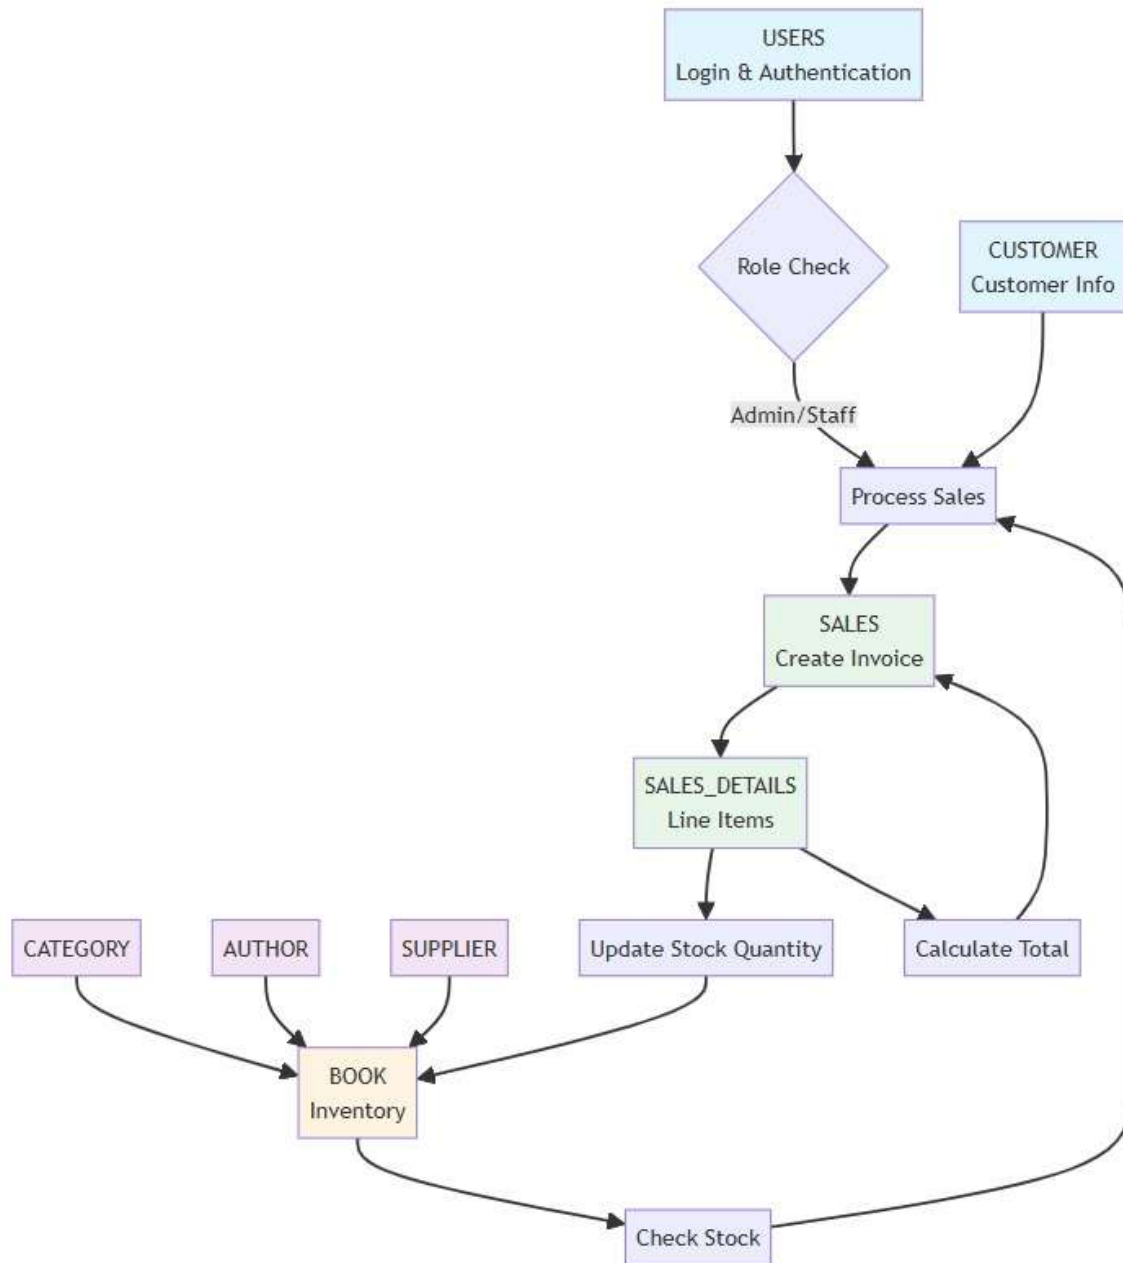 USERS
Login & Authentication
Role Check
CUSTOMER
Customer Info
Admin/Staff
Process Sales
SALES
Create Invoice
SALES_DETAILS
Line Items
CATEGORY
AUTHOR
SUPPLIER
Update Stock Quantity
Calculate Total
BOOK
Inventory
Check Stock